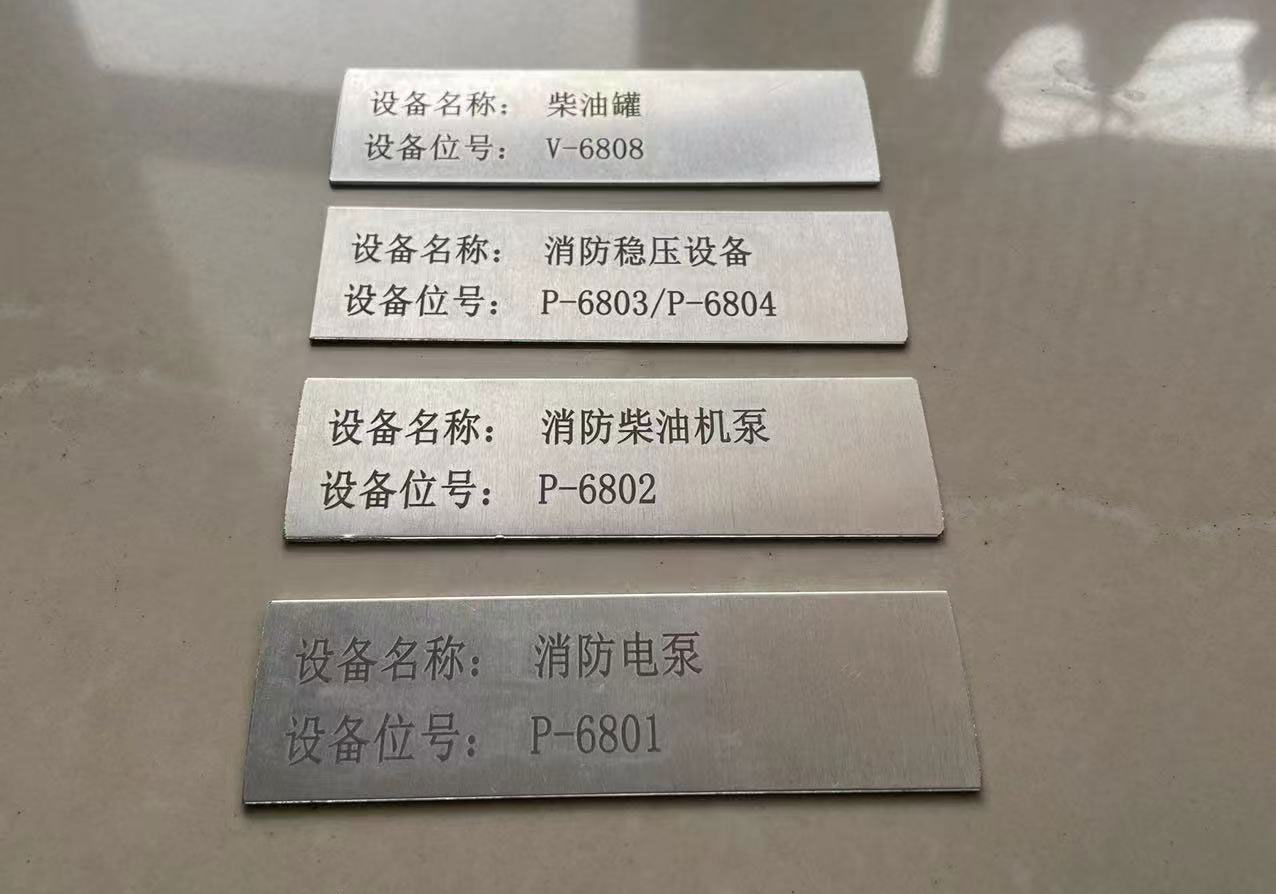 设备名称： 柴油罐
设备位号： V-6808
设备名称： 消防稳压设备
设备位号： P-6803/P-6804
设备名称： 消防柴油机泵
设备位号： P-6802
设备名称： 消防电泵
设备位号： P-6801